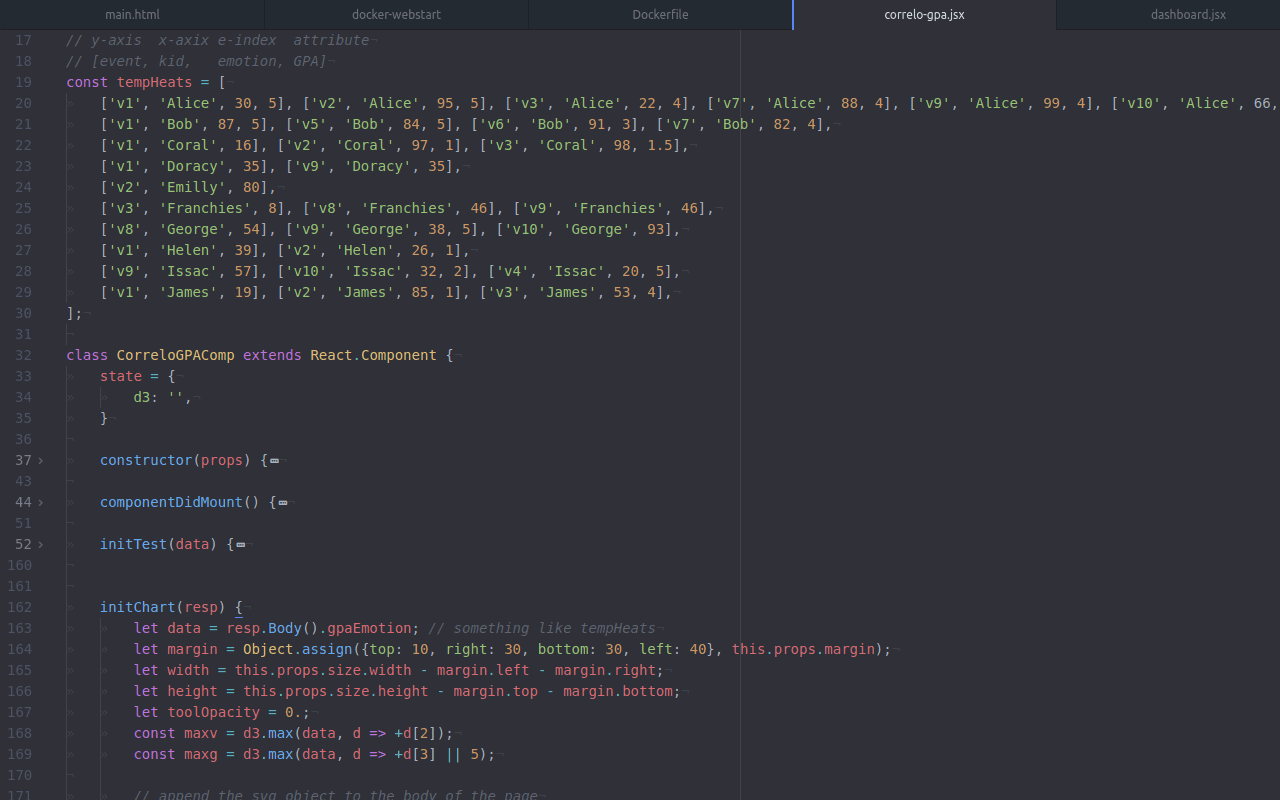 main.html docker-webstart Dockerfile correlo-gpa.jsx dashboard.jsx
17 // y-axis  x-axix e-index  attribute
18 // [event, kid,   emotion, GPA]
19 const tempHeats = [
20 ['v1', 'Alice', 30, 5], ['v2', 'Alice', 95, 5], ['v3', 'Alice', 22, 4], ['v7', 'Alice', 88, 4], ['v9', 'Alice', 99, 4], ['v10', 'Alice', 66,
21 ['v1', 'Bob', 87, 5], ['v5', 'Bob', 84, 5], ['v6', 'Bob', 91, 3], ['v7', 'Bob', 82, 4],
22 ['v1', 'Coral', 16], ['v2', 'Coral', 97, 1], ['v3', 'Coral', 98, 1.5],
23 ['v1', 'Doracy', 35], ['v9', 'Doracy', 35],
24 ['v2', 'Emilly', 80],
25 ['v3', 'Franchies', 8], ['v8', 'Franchies', 46], ['v9', 'Franchies', 46],
26 ['v8', 'George', 54], ['v9', 'George', 38, 5], ['v10', 'George', 93],
27 ['v1', 'Helen', 39], ['v2', 'Helen', 26, 1],
28 ['v9', 'Issac', 57], ['v10', 'Issac', 32, 2], ['v4', 'Issac', 20, 5],
29 ['v1', 'James', 19], ['v2', 'James', 85, 1], ['v3', 'James', 53, 4],
30 ];
31
32 class CorreloGPAComp extends React.Component {
33 state = {
34 d3: '',
35 }
36
37 constructor(props) {
43
44 componentDidMount() {
51
52 initTest(data) {
160
161
162 initChart(resp) {
163 let data = resp.Body().gpaEmotion; // something like tempHeats
164 let margin = Object.assign({top: 10, right: 30, bottom: 30, left: 40}, this.props.margin);
165 let width = this.props.size.width - margin.left - margin.right;
166 let height = this.props.size.height - margin.top - margin.bottom;
167 let toolOpacity = 0.;
168 const maxv = d3.max(data, d => +d[2]);
169 const maxg = d3.max(data, d => +d[3] || 5);
170
171 // append the svg object to the body of the page